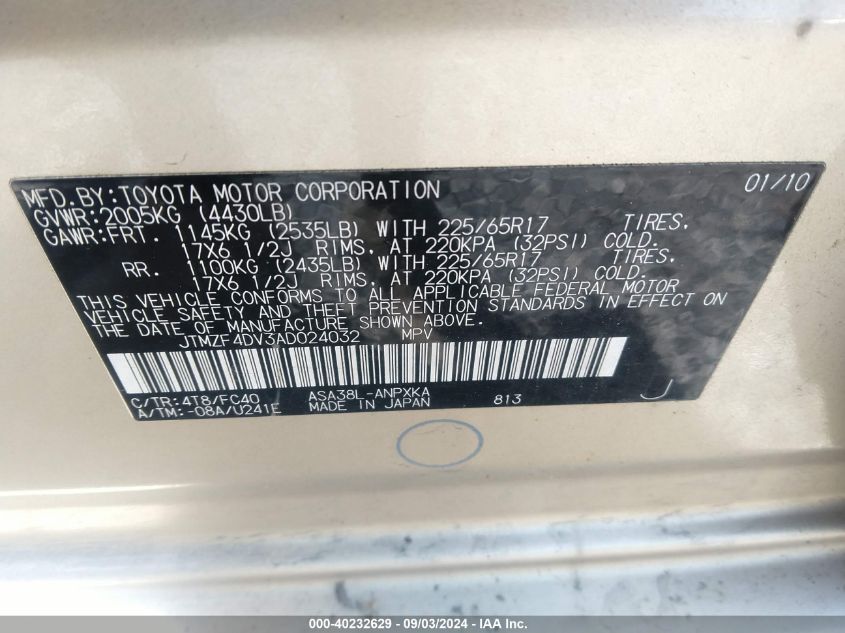 MFD.BY:TOYOTA MOTOR CORPORATION 01/10
GVWR:2005KG (4430LB)
GAWR:FRT. 1145KG (2535LB) WITH 225/65R17 TIRES,
17X6 1/2J RIMS, AT 220KPA (32PSI) COLD.
RR. 1100KG (2435LB) WITH 225/65R17 TIRES,
17X6 1/2J RIMS, AT 220KPA (32PSI) COLD.
THIS VEHICLE CONFORMS TO ALL APPLICABLE FEDERAL MOTOR
VEHICLE SAFETY AND THEFT PREVENTION STANDARDS IN EFFECT ON
THE DATE OF MANUFACTURE SHOWN ABOVE.
JTMZF4DV3AD024032 MPV
C/TR:4T8/FC40 ASA38L-ANPXKA 813 J
A/TM:-08A/U241E MADE IN JAPAN
000-40232629 - 09/03/2024 - IAA Inc.